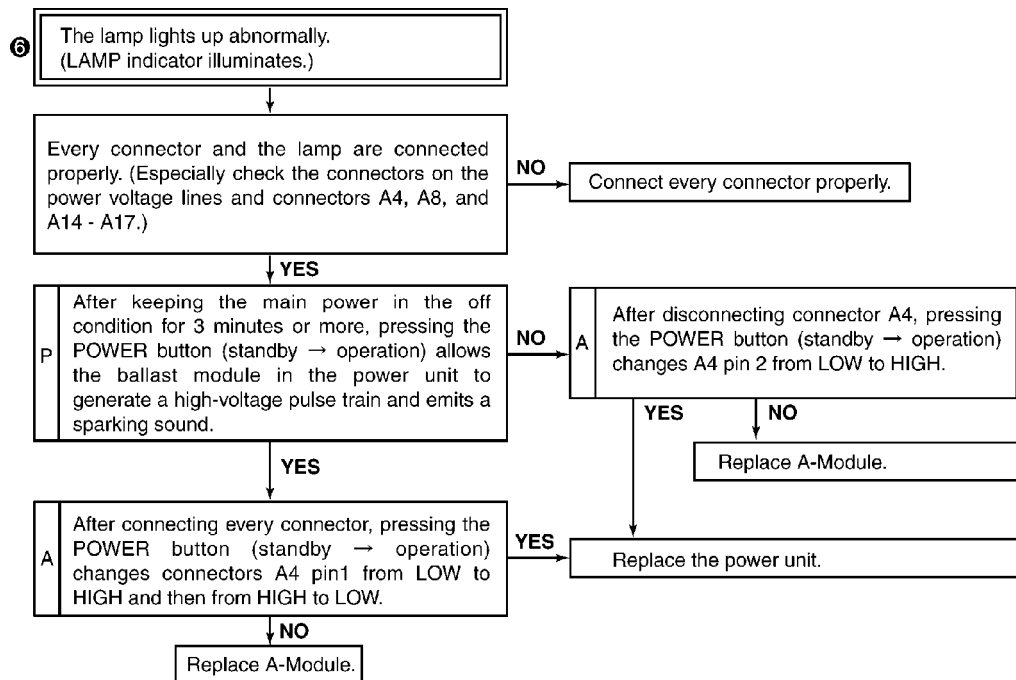 ❻
The lamp lights up abnormally.
(LAMP indicator illuminates.)
Every connector and the lamp are connected
properly. (Especially check the connectors on the
power voltage lines and connectors A4, A8, and
A14 - A17.)
NO
Connect every connector properly.
YES
P
After keeping the main power in the off
condition for 3 minutes or more, pressing the
POWER button (standby → operation) allows
the ballast module in the power unit to
generate a high-voltage pulse train and emits a
sparking sound.
NO
A
After disconnecting connector A4, pressing
the POWER button (standby → operation)
changes A4 pin 2 from LOW to HIGH.
YES
NO
Replace A-Module.
YES
A
After connecting every connector, pressing the
POWER button (standby → operation)
changes connectors A4 pin1 from LOW to
HIGH and then from HIGH to LOW.
YES
Replace the power unit.
NO
Replace A-Module.